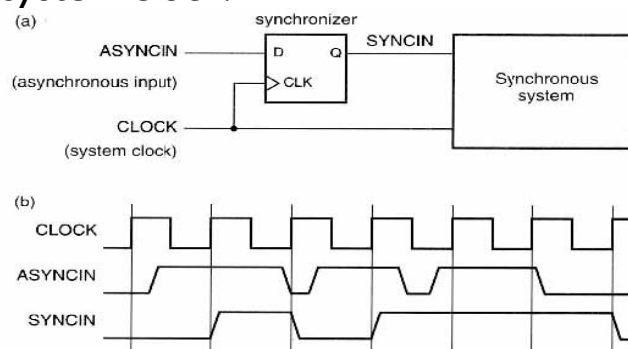 (a)
synchronizer
ASYNCIN
D
Q
SYNCIN
(asynchronous input)
CLK
Synchronous
system
CLOCK
(system clock)
(b)
CLOCK
ASYNCIN
SYNCIN